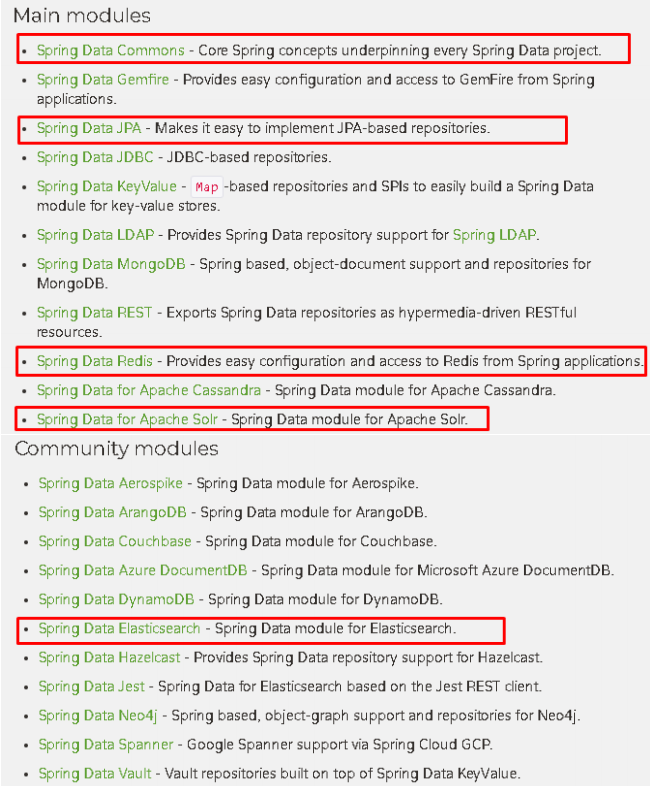 Main modules
• Spring Data Commons - Core Spring concepts underpinning every Spring Data project.
• Spring Data Gemfire - Provides easy configuration and access to GemFire from Spring
applications.
• Spring Data JPA - Makes it easy to implement JPA-based repositories.
• Spring Data JDBC - JDBC-based repositories.
• Spring Data KeyValue - Map -based repositories and SPIs to easily build a Spring Data
module for key-value stores.
• Spring Data LDAP - Provides Spring Data repository support for Spring LDAP.
• Spring Data MongoDB - Spring based, object-document support and repositories for
MongoDB.
• Spring Data REST - Exports Spring Data repositories as hypermedia-driven RESTful
resources.
• Spring Data Redis - Provides easy configuration and access to Redis from Spring applications.
• Spring Data for Apache Cassandra - Spring Data module for Apache Cassandra.
• Spring Data for Apache Solr - Spring Data module for Apache Solr.
Community modules
• Spring Data Aerospike - Spring Data module for Aerospike.
• Spring Data ArangoDB - Spring Data module for ArangoDB.
• Spring Data Couchbase - Spring Data module for Couchbase.
• Spring Data Azure DocumentDB - Spring Data module for Microsoft Azure DocumentDB.
• Spring Data DynamoDB - Spring Data module for DynamoDB.
• Spring Data Elasticsearch - Spring Data module for Elasticsearch.
• Spring Data Hazelcast - Provides Spring Data repository support for Hazelcast.
• Spring Data Jest - Spring Data for Elasticsearch based on the Jest REST client.
• Spring Data Neo4j - Spring based, object-graph support and repositories for Neo4j.
• Spring Data Spanner - Google Spanner support via Spring Cloud GCP.
• Spring Data Vault - Vault repositories built on top of Spring Data KeyValue.